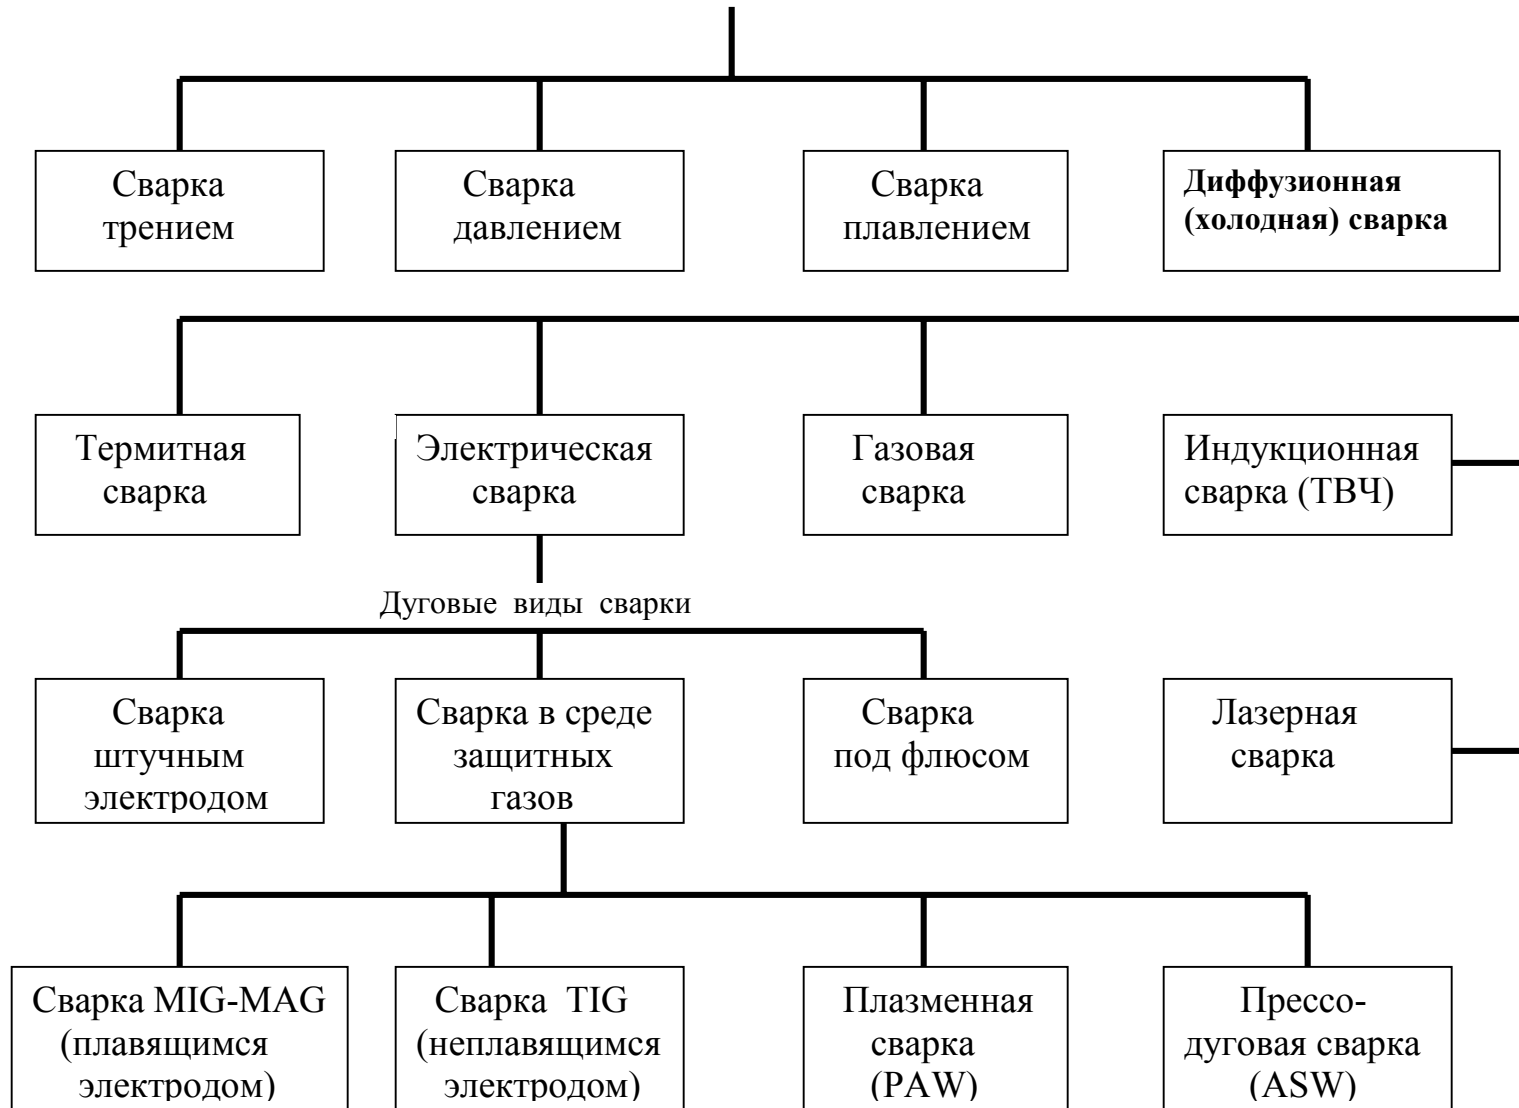 Сварка
трением
Сварка
давлением
Сварка
плавлением
Диффузионная
(холодная) сварка
Термитная
сварка
Электрическая
сварка
Газовая
сварка
Индукционная
сварка (ТВЧ)
Дуговые виды сварки
Сварка
штучным
электродом
Сварка в среде
защитных
газов
Сварка
под флюсом
Лазерная
сварка
Сварка MIG-MAG
(плавящимся
электродом)
Сварка TIG
(неплавящимся
электродом)
Плазменная
сварка
(PAW)
Прессо-
дуговая сварка
(ASW)